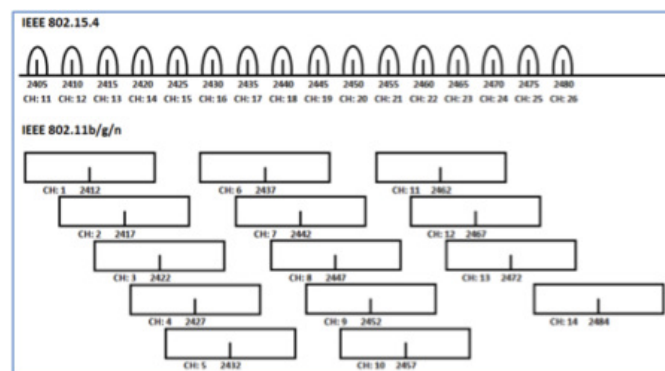 IEEE 802.15.4
2405 2410 2415 2420 2425 2430 2435 2440 2445 2450 2455 2460 2465 2470 2475 2480
CH: 11 CH: 12 CH: 13 CH: 14 CH: 15 CH: 16 CH: 17 CH: 18 CH: 19 CH: 20 CH: 21 CH: 22 CH: 23 CH: 24 CH: 25 CH: 26
IEEE 802.11b/g/n
CH: 1 2412 CH: 6 2437 CH: 11 2462
CH: 2 2417 CH: 7 2442 CH: 12 2467
CH: 3 2422 CH: 8 2447 CH: 13 2472
CH: 4 2427 CH: 9 2452 CH: 14 2484
CH: 5 2432 CH: 10 2457